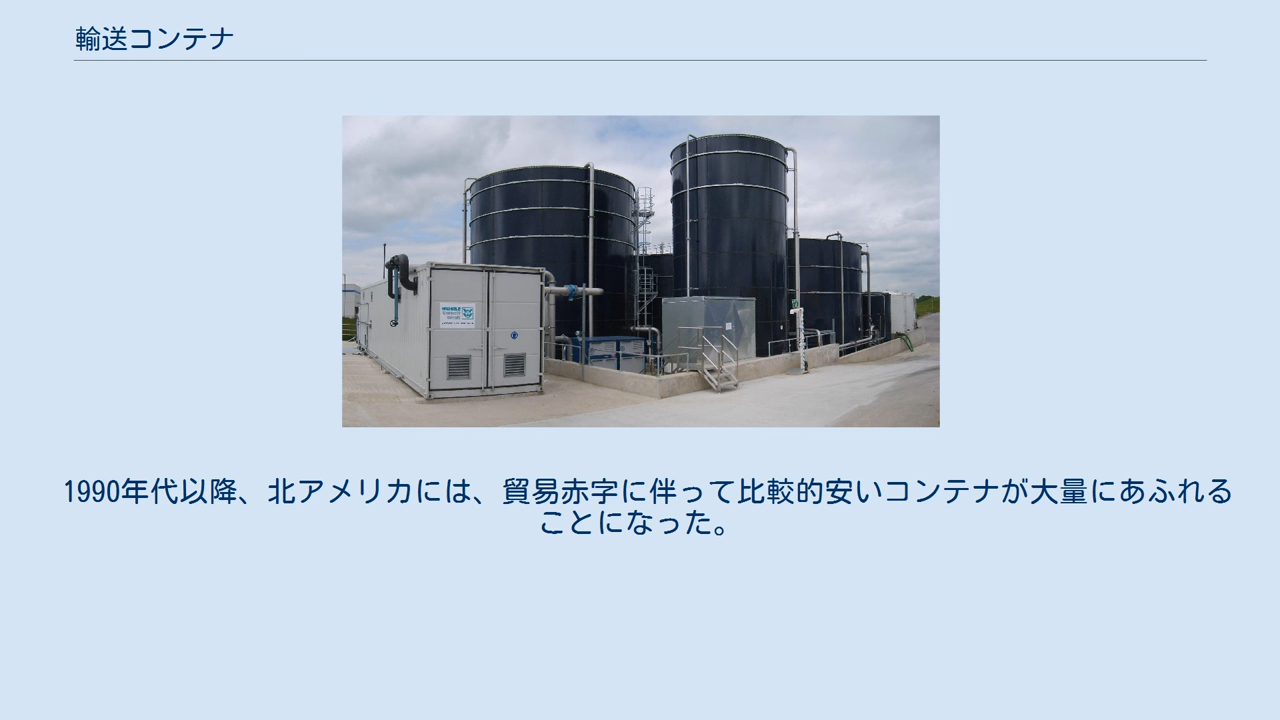 輸送コンテナ
1990年代以降、北アメリカには、貿易赤字に伴って比較的安いコンテナが大量にあふれる
ことになった。